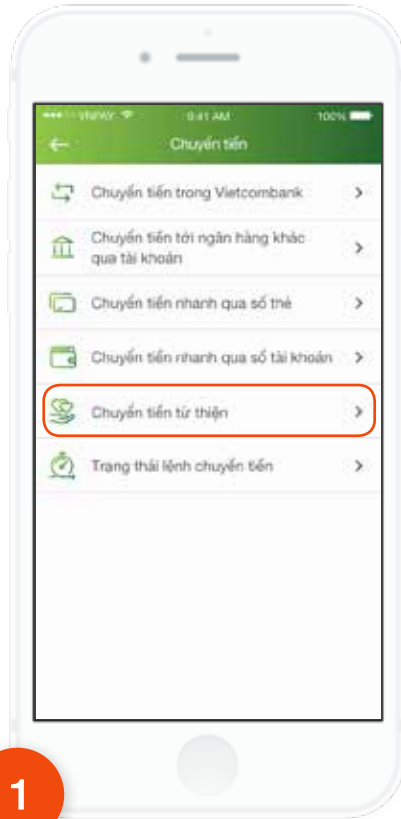 9:41 AM 100%
Chuyển tiền
Chuyển tiền trong Vietcombank
Chuyển tiền tới ngân hàng khác
qua tài khoản
Chuyển tiền nhanh qua số thẻ
Chuyển tiền nhanh qua số tài khoản
Chuyển tiền từ thiện
Trạng thái lệnh chuyển tiền
1